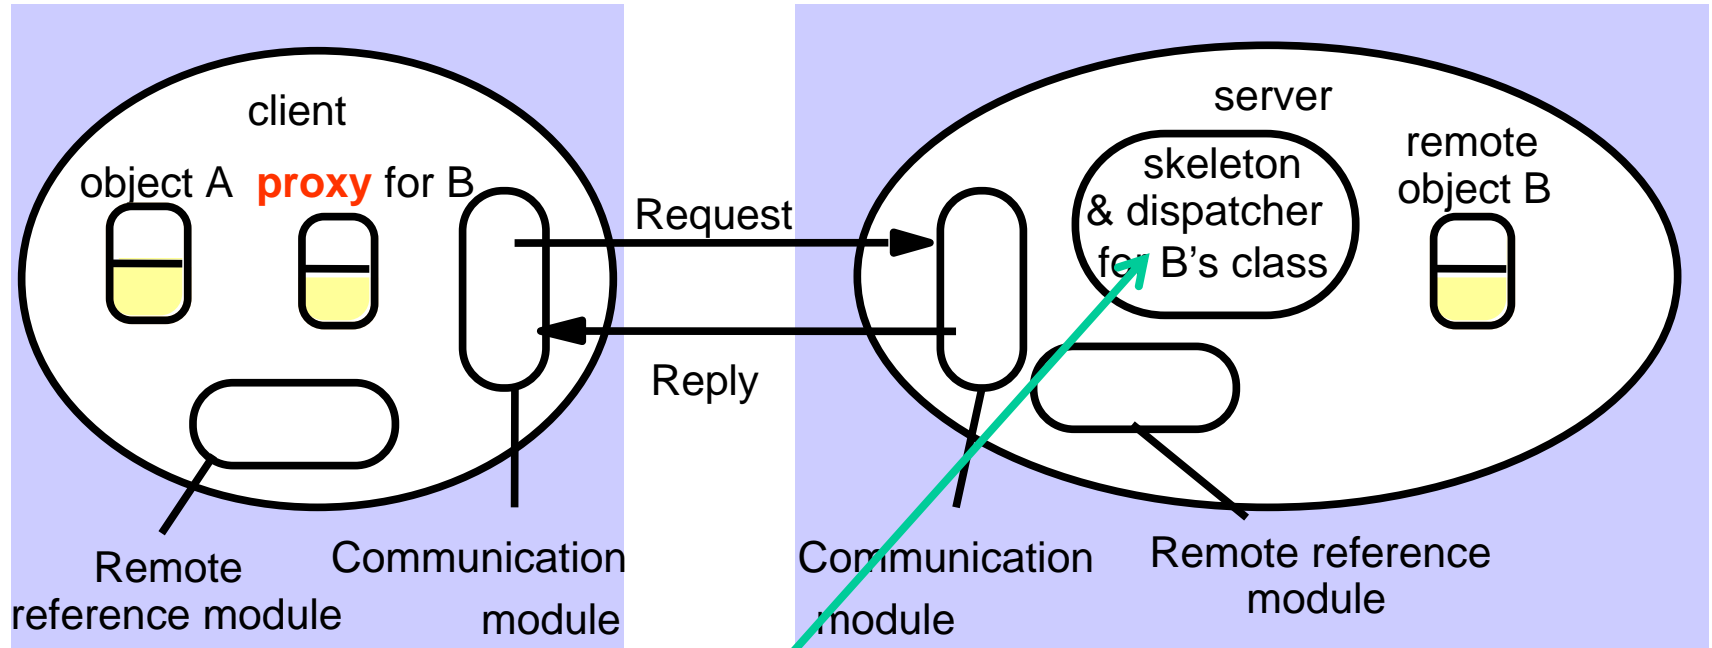 client
object A proxy for B
Request
Reply
Remote
reference module
Communication
module
server
skeleton
& dispatcher
for B's class
remote
object B
Communication
module
Remote reference
module